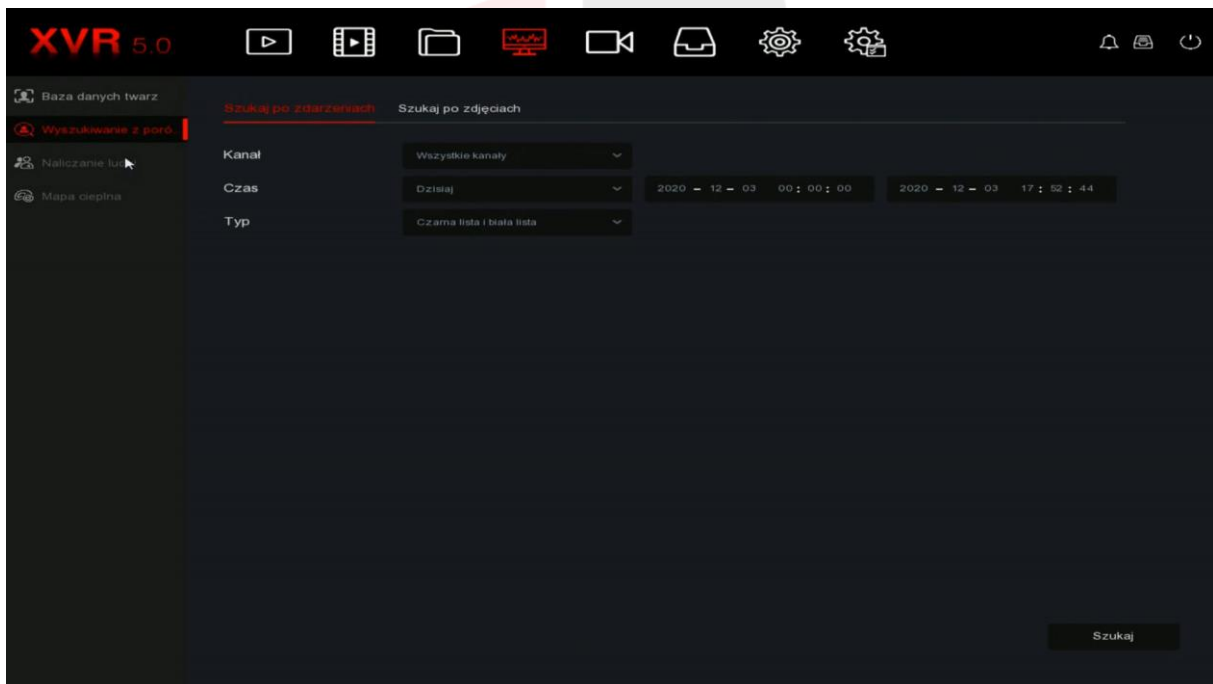 XVR 5.0
Baza danych twarz
Wyszukiwanie z poró
Naliczanie lud
Mapa cieplna
Szukaj po zdarzeniach Szukaj po zdjęciach
Kanał Wszystkie kanały
Czas Dzisiaj 2020 - 12 - 03 00 : 00 : 00 2020 - 12 - 03 17 : 52 : 44
Typ Czarna lista i biała lista
Szukaj